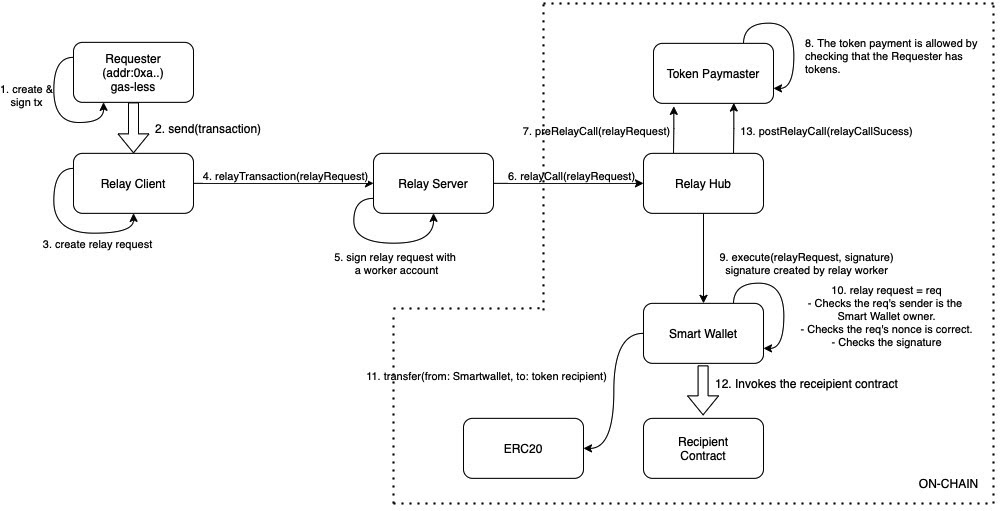 Requester
(addr:0xa..)
gas-less
1. create &
sign tx
2. send(transaction)
Relay Client
3. create relay request
4. relayTransaction(relayRequest)
Relay Server
5. sign relay request with
a worker account
6. relayCall(relayRequest)
Relay Hub
7. preRelayCall(relayRequest)
Token Paymaster
8. The token payment is allowed by
checking that the Requester has
tokens.
13. postRelayCall(relayCallSucess)
9. execute(relayRequest, signature)
signature created by relay worker
Smart Wallet
10. relay request = req
- Checks the req's sender is the
Smart Wallet owner.
- Checks the req's nonce is correct.
- Checks the signature
11. transfer(from: Smartwallet, to: token recipient)
12. Invokes the receipient contract
ERC20
Recipient
Contract
ON-CHAIN